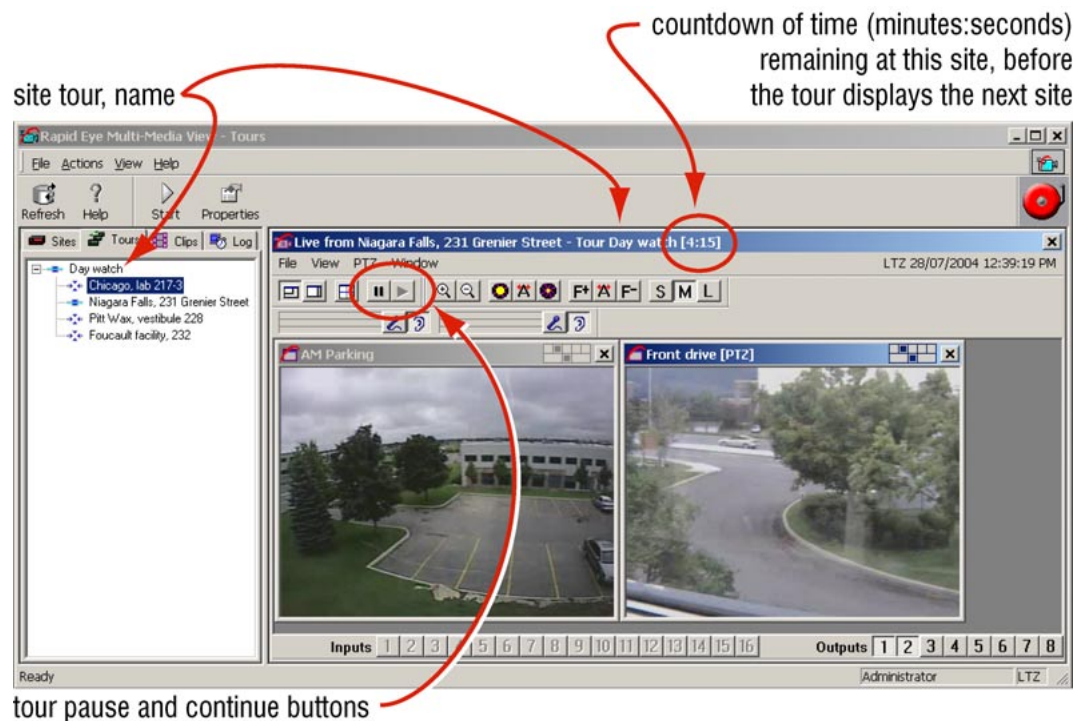 countdown of time (minutes:seconds)
remaining at this site, before
the tour displays the next site
site tour, name
Rapid Eye Multi-Media View - Tours
File Actions View Help
Refresh Help Start Properties
Sites Tours Clips Log
Live from Niagara Falls, 231 Grenier Street - Tour Day watch [4:15]
Day watch
Chicago, lab 217-3
Niagara Falls, 231 Grenier Street
Pitt Wax, vestibule 228
Foucault facility, 232
File View PTZ Window
LTZ 28/07/2004 12:39:19 PM
F+ F- S M L
AM Parking
Front drive [PTZ]
Inputs 1 2 3 4 5 6 7 8 9 10 11 12 13 14 15 16
Outputs 1 2 3 4 5 6 7 8
Ready
Administrator
LTZ
tour pause and continue buttons